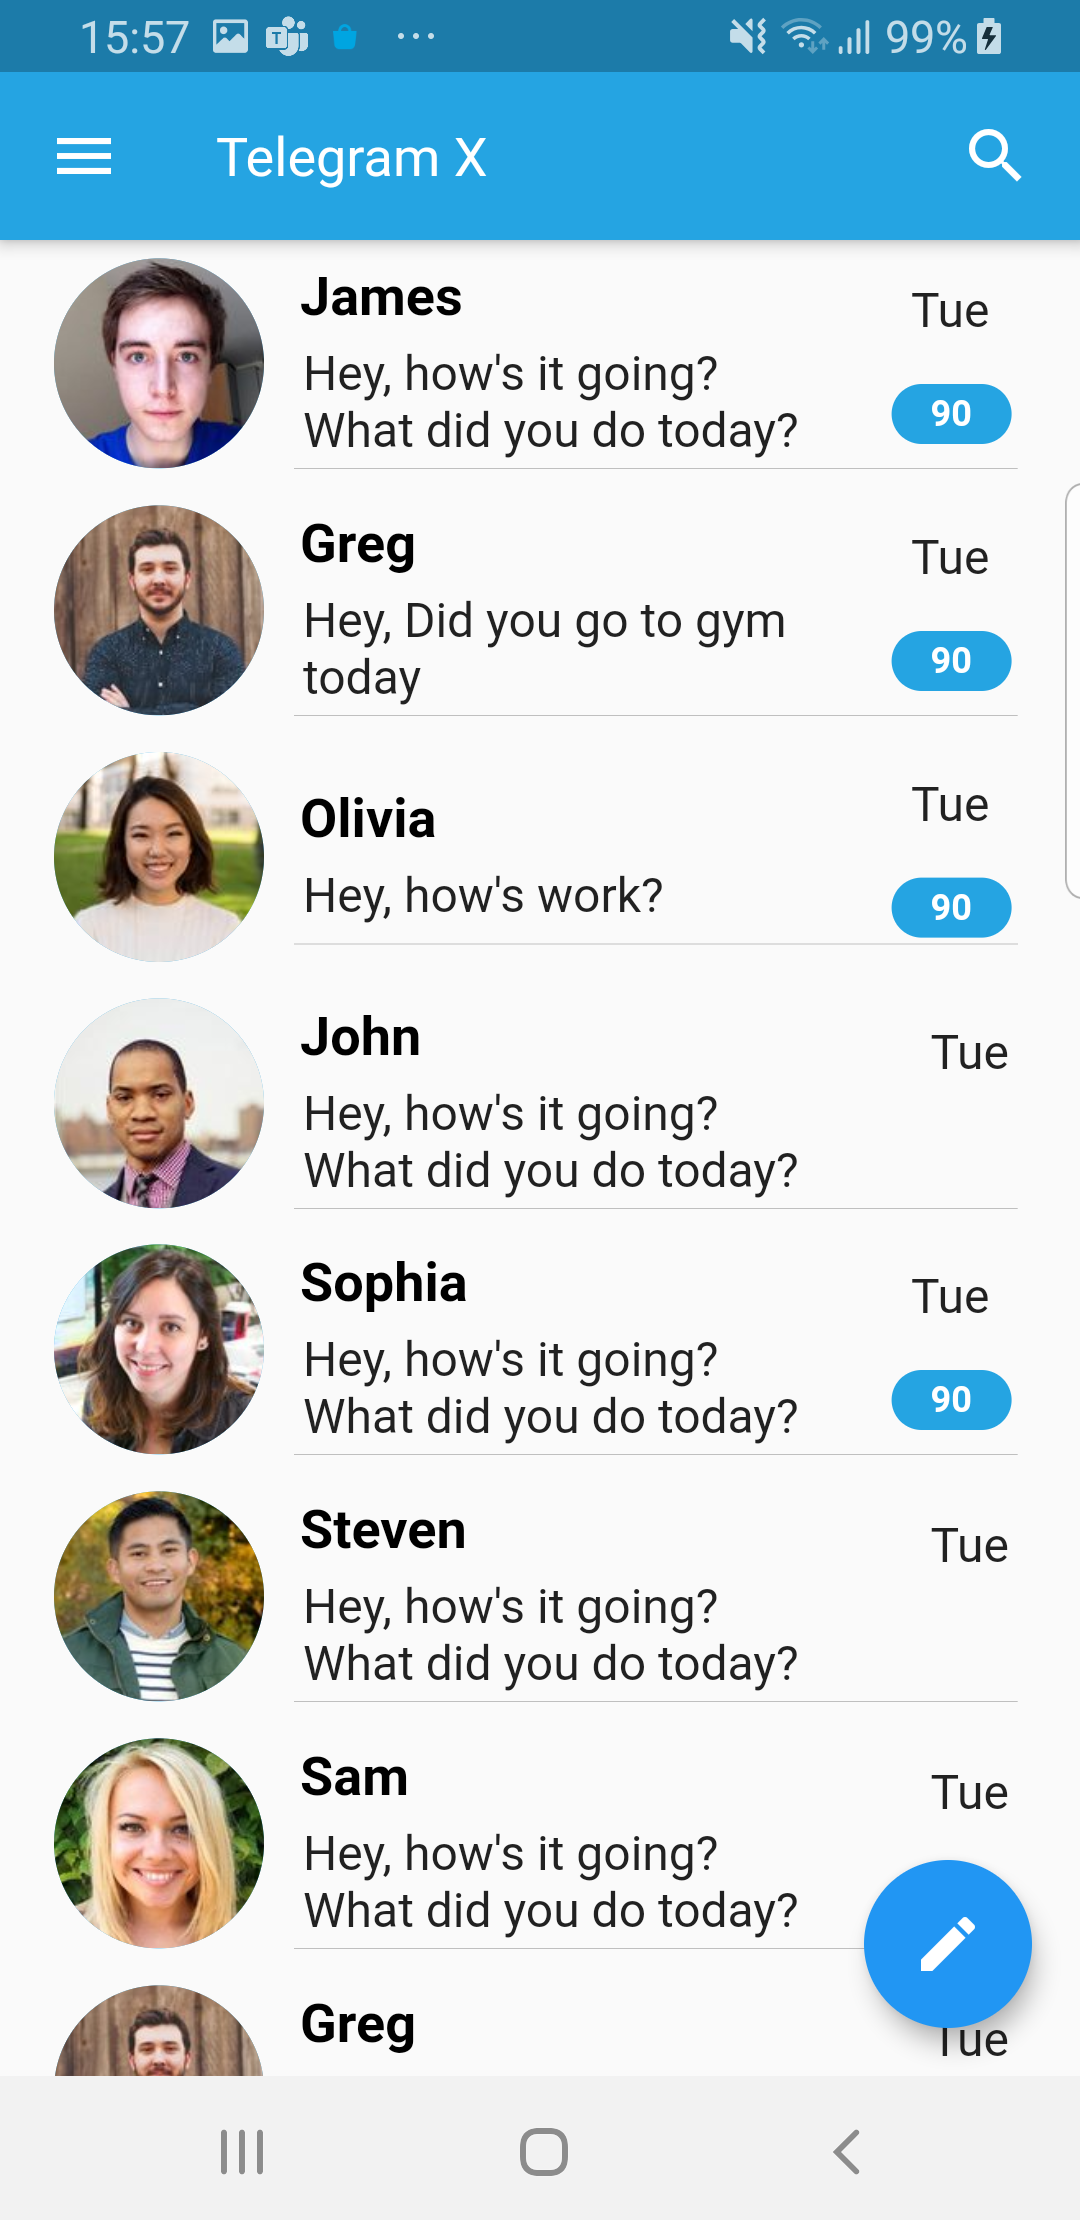 15:57 99%
Telegram X
James Tue
Hey, how's it going?
What did you do today? 90
Greg Tue
Hey, Did you go to gym
today 90
Olivia Tue
Hey, how's work? 90
John Tue
Hey, how's it going?
What did you do today?
Sophia Tue
Hey, how's it going?
What did you do today? 90
Steven Tue
Hey, how's it going?
What did you do today?
Sam Tue
Hey, how's it going?
What did you do today?
Greg Tue